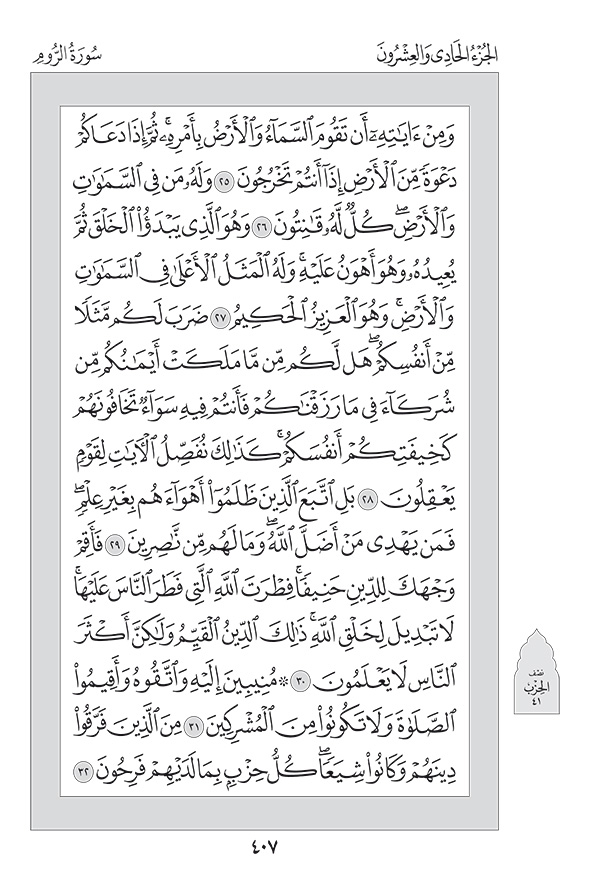 الجُزْءُ الحَادِي وَالعِشْرُونَ
سُورَةُ الرُّومِ
وَمِنْ ءَايَٰتِهِۦٓ أَن تَقُومَ ٱلسَّمَآءُ وَٱلْأَرْضُ بِأَمْرِهِۦۚ ثُمَّ إِذَا دَعَاكُمْ
دَعْوَةً مِّنَ ٱلْأَرْضِ إِذَآ أَنتُمْ تَخْرُجُونَ ٢٥ وَلَهُۥ مَن فِى ٱلسَّمَٰوَٰتِ
وَٱلْأَرْضِۖ كُلٌّ لَّهُۥ قَٰنِتُونَ ٢٦ وَهُوَ ٱلَّذِى يَبْدَؤُا۟ ٱلْخَلْقَ ثُمَّ
يُعِيدُهُۥ وَهُوَ أَهْوَنُ عَلَيْهِۚ وَلَهُ ٱلْمَثَلُ ٱلْأَعْلَىٰ فِى ٱلسَّمَٰوَٰتِ
وَٱلْأَرْضِۚ وَهُوَ ٱلْعَزِيزُ ٱلْحَكِيمُ ٢٧ ضَرَبَ لَكُم مَّثَلًا
مِّنْ أَنفُسِكُمْۖ هَل لَّكُم مِّن مَّا مَلَكَتْ أَيْمَٰنُكُم مِّن
شُرَكَآءَ فِى مَا رَزَقْنَٰكُمْ فَأَنتُمْ فِيهِ سَوَآءٌ تَخَافُونَهُمْ
كَخِيفَتِكُمْ أَنفُسَكُمْۚ كَذَٰلِكَ نُفَصِّلُ ٱلْءَايَٰتِ لِقَوْمٍ
يَعْقِلُونَ ٢٨ بَلِ ٱتَّبَعَ ٱلَّذِينَ ظَلَمُوٓا۟ أَهْوَآءَهُم بِغَيْرِ عِلْمٍۖ
فَمَن يَهْدِى مَنْ أَضَلَّ ٱللَّهُۖ وَمَا لَهُم مِّن نَّٰصِرِينَ ٢٩ فَأَقِمْ
وَجْهَكَ لِلدِّينِ حَنِيفًاۚ فِطْرَتَ ٱللَّهِ ٱلَّتِى فَطَرَ ٱلنَّاسَ عَلَيْهَاۚ
لَا تَبْدِيلَ لِخَلْقِ ٱللَّهِۚ ذَٰلِكَ ٱلدِّينُ ٱلْقَيِّمُ وَلَٰكِنَّ أَكْثَرَ
ٱلنَّاسِ لَا يَعْلَمُونَ ٣٠ ۞ مُنِيبِينَ إِلَيْهِ وَٱتَّقُوهُ وَأَقِيمُوا۟
ٱلصَّلَوٰةَ وَلَا تَكُونُوا۟ مِنَ ٱلْمُشْرِكِينَ ٣١ مِنَ ٱلَّذِينَ فَرَّقُوا۟
دِينَهُمْ وَكَانُوا۟ شِيَعًاۖ كُلُّ حِزْبٍۭ بِمَا لَدَيْهِمْ فَرِحُونَ ٣٢
نصف
الحزب
٤١
٤٠٧